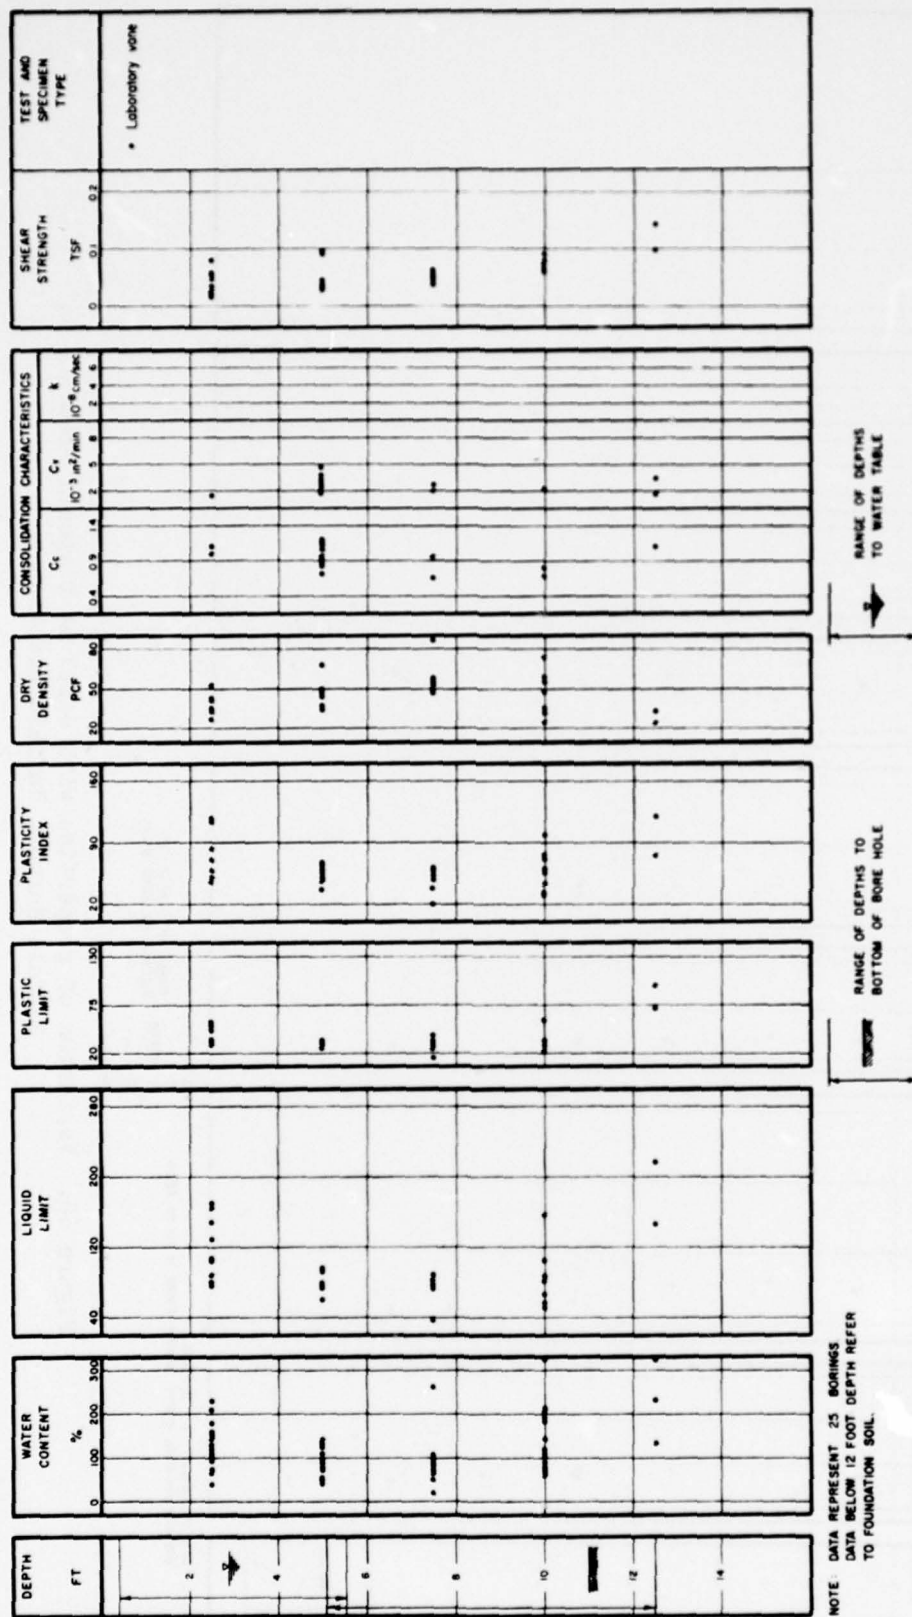 DEPTH
FT
2
4
6
8
10
12
14
WATER
CONTENT
%
0
100
200
300
LIQUID
LIMIT
40
120
200
280
PLASTIC
LIMIT
20
75
130
PLASTICITY
INDEX
20
90
160
DRY
DENSITY
PCF
20
50
80
CONSOLIDATION CHARACTERISTICS
Cc
0.4
0.9
1.4
Cv
10⁻³ in²/min
2
5
8
k
10⁻⁸ cm/sec
2
4
6
SHEAR
STRENGTH
TSF
0
0.1
0.2
TEST AND
SPECIMEN
TYPE
• Laboratory vane
NOTE: DATA REPRESENT 25 BORINGS
DATA BELOW 12 FOOT DEPTH REFER
TO FOUNDATION SOIL.
RANGE OF DEPTHS TO
BOTTOM OF BORE HOLE
RANGE OF DEPTHS
TO WATER TABLE